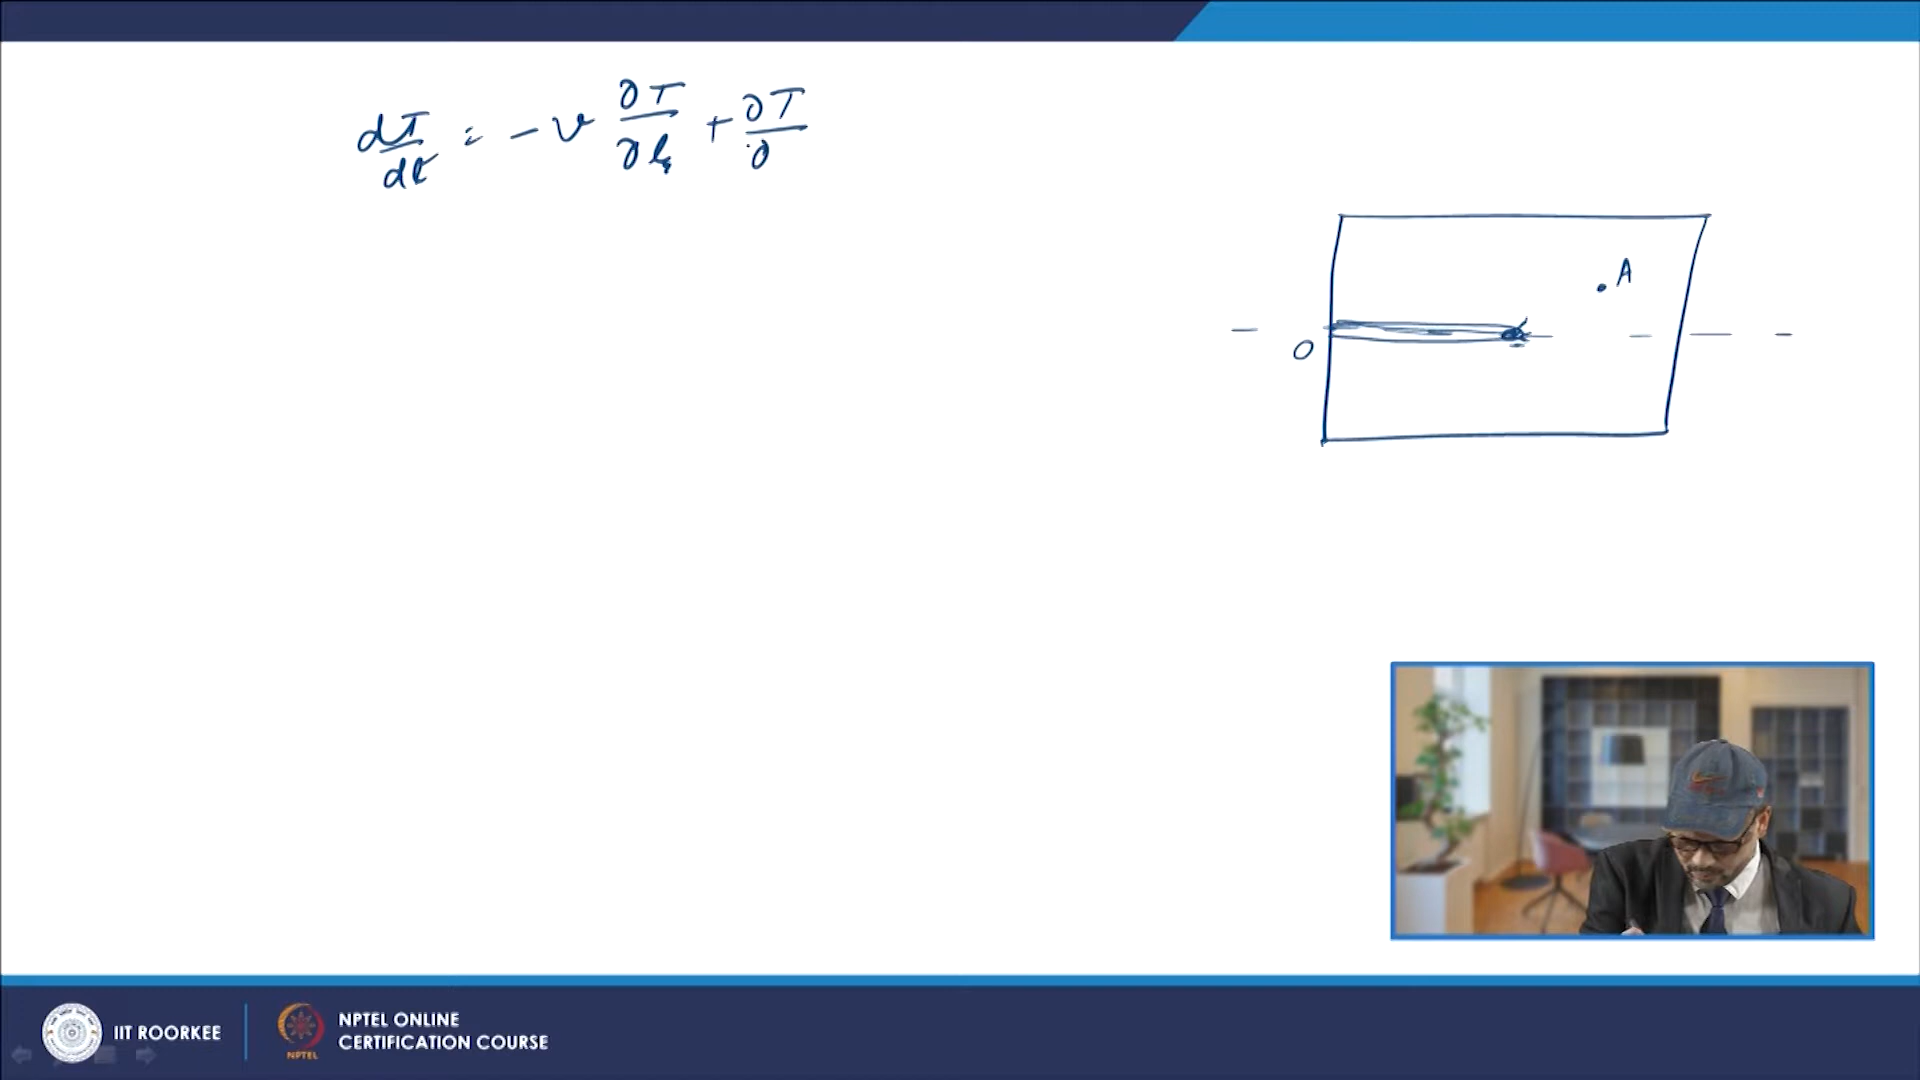 dT/dt = -v ∂T/∂ξ + ∂T/∂
A
O
IIT ROORKEE
NPTEL
NPTEL ONLINE
CERTIFICATION COURSE